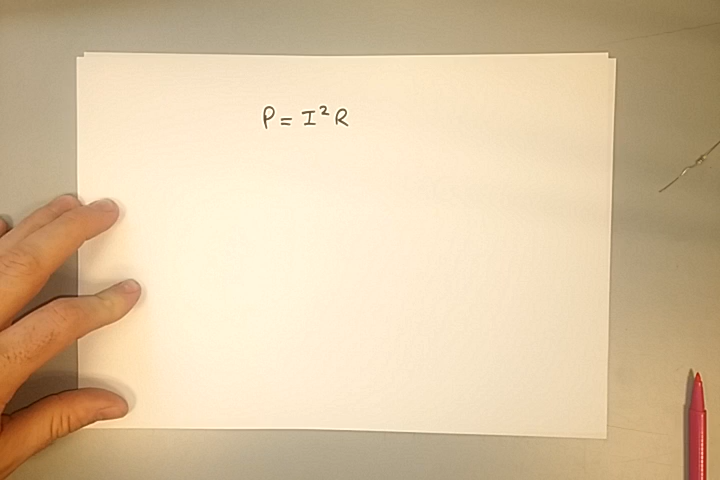 P = I²R